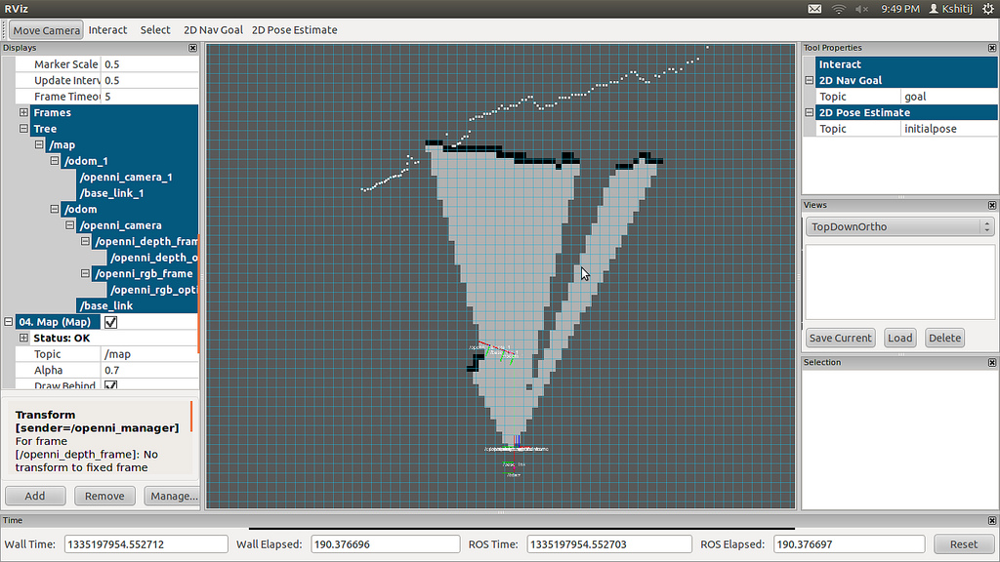 RViz
9:49 PM Kshitij
Move Camera Interact Select 2D Nav Goal 2D Pose Estimate
Displays
Marker Scale 0.5
Update Interv 0.5
Frame Timeou 5
Frames
Tree
/map
/odom_1
/openni_camera_1
/base_link_1
/odom
/openni_camera
/openni_depth_fram
/openni_depth_o
/openni_rgb_frame
/openni_rgb_opti
/base_link
04. Map (Map)
Status: OK
Topic /map
Alpha 0.7
Draw Behind
Transform
[sender=/openni_manager]
For frame
[/openni_depth_frame]: No
transform to fixed frame
Add Remove Manage...
Tool Properties
Interact
2D Nav Goal
Topic goal
2D Pose Estimate
Topic initialpose
Views
TopDownOrtho
Save Current Load Delete
Selection
Time
Wall Time: 1335197954.552712 Wall Elapsed: 190.376696 ROS Time: 1335197954.552703 ROS Elapsed: 190.376697 Reset